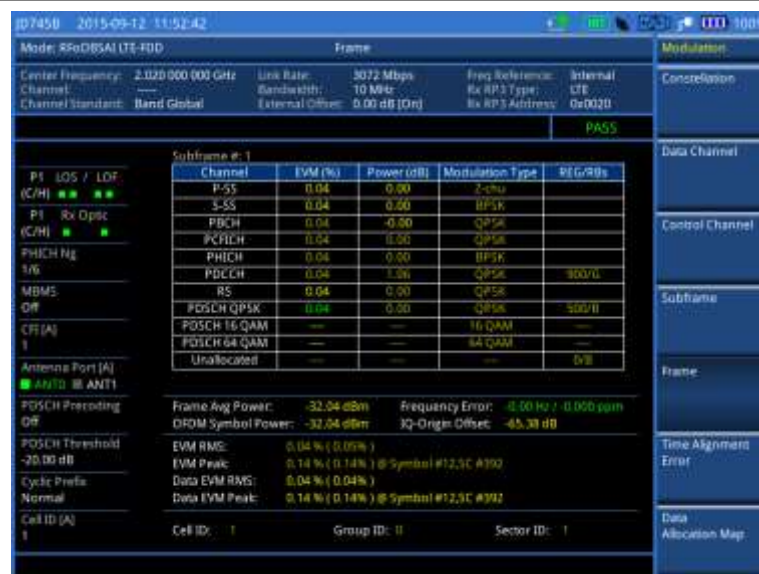 JD745B 2015-09-12 11:52:42 100%
Mode: RFoOBSAI LTE-FDD Frame Modulation
Center Frequency: 2.020 000 000 GHz Link Rate: 3072 Mbps Freq Reference: Internal
Channel: ---- Bandwidth: 10 MHz Rx RP3 Type: LTE
Channel Standard: Band Global External Offset: 0.00 dB [On] Rx RP3 Address: 0x0020
Constellation
PASS
Data Channel
Control Channel
Subframe
Frame
Time Alignment
Error
Data
Allocation Map
P1 LOS / LOF
(C/H)
P1 Rx Optic
(C/H)
PHICH Ng
1/6
MBMS
Off
CFI [A]
1
Antenna Port [A]
ANT0 ANT1
PDSCH Precoding
Off
PDSCH Threshold
-20.00 dB
Cyclic Prefix
Normal
Cell ID [A]
1
Subframe #: 1
Channel EVM (%) Power (dB) Modulation Type REG/RBs
P-SS 0.04 0.00 Z-chu
S-SS 0.04 0.00 BPSK
PBCH 0.04 -0.00 QPSK
PCFICH 0.04 0.00 QPSK
PHICH 0.04 0.00 BPSK
PDCCH 0.04 1.06 QPSK
RS 0.04 0.00 QPSK
PDSCH QPSK 0.04 0.00 QPSK
PDSCH 16 QAM ---- ---- 16 QAM ----
PDSCH 64 QAM ---- ---- 64 QAM ----
Unallocated ---- ---- ----
Frame Avg Power: -32.04 dBm Frequency Error: -0.00 Hz / -0.000 ppm
OFDM Symbol Power: -32.04 dBm IQ-Origin Offset: -65.38 dB
EVM RMS: 0.04 % ( 0.05% )
EVM Peak: 0.14 % ( 0.14% ) @ Symbol #12,SC #392
Data EVM RMS: 0.04 % ( 0.04% )
Data EVM Peak: 0.14 % ( 0.14% ) @ Symbol #12,SC #392
Cell ID: 1 Group ID: 0 Sector ID: 1